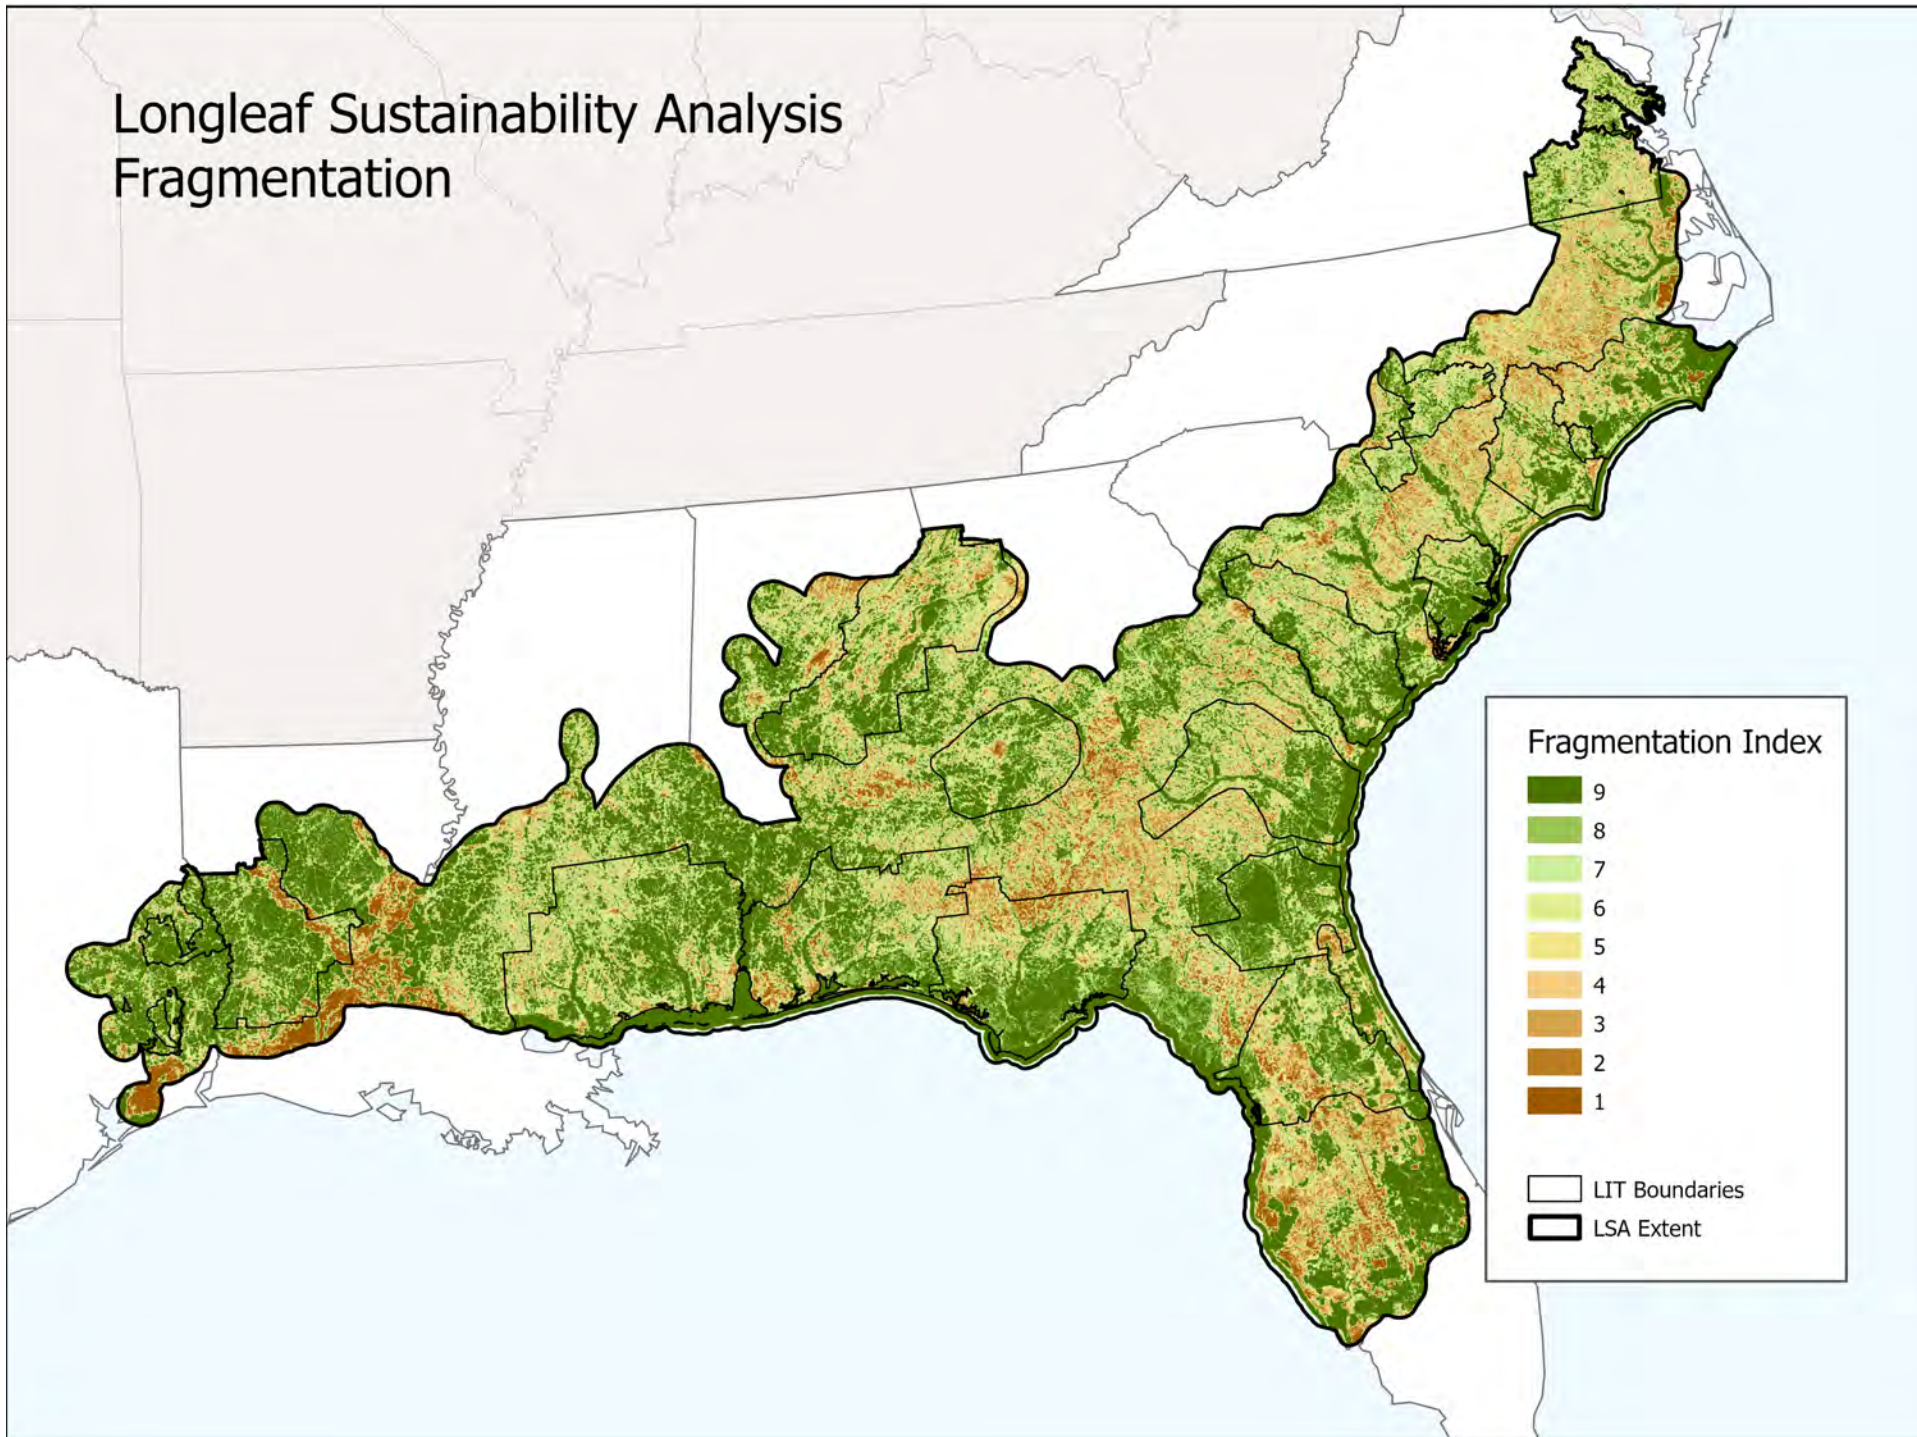 Longleaf Sustainability Analysis
Fragmentation
Fragmentation Index
9
8
7
6
5
4
3
2
1
LIT Boundaries
LSA Extent